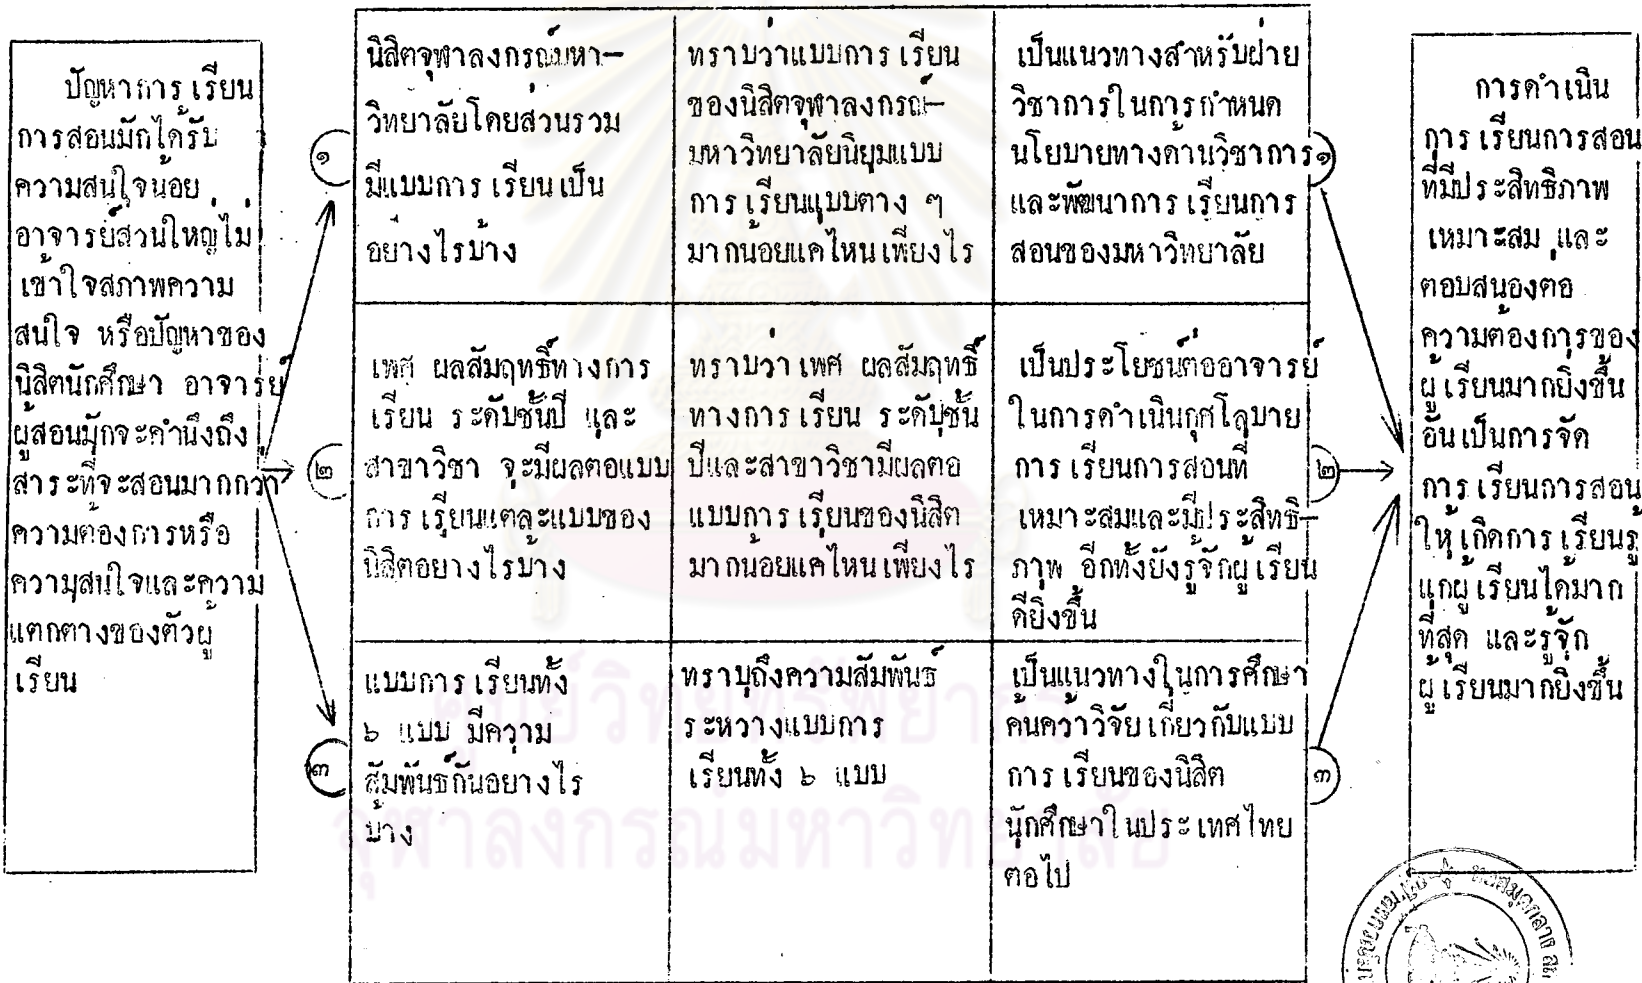 ปัญหาการเรียน
การสอนมักได้รับ
ความสนใจน้อย
อาจารย์ส่วนใหญ่ไม่
เข้าใจสภาพความ
สนใจ หรือปัญหาของ
นิสิตนักศึกษา อาจารย์
ผู้สอนมักจะคำนึงถึง
สาระที่จะสอนมากกว่า
ความต้องการหรือ
ความสนใจและความ
แตกต่างของตัวผู้
เรียน
๑
นิสิตจุฬาลงกรณ์มหา-
วิทยาลัยโดยส่วนรวม
มีแบบการเรียนเป็น
อย่างไรบ้าง
ทราบว่าแบบการเรียน
ของนิสิตจุฬาลงกรณ์-
มหาวิทยาลัยนิยมแบบ
การเรียนแบบต่าง ๆ
มากน้อยแค่ไหนเพียงไร
เป็นแนวทางสำหรับฝ่าย
วิชาการในการกำหนด
นโยบายทางด้านวิชาการ
และพัฒนาการเรียนการ
สอนของมหาวิทยาลัย
๑
๒
เพศ ผลสัมฤทธิ์ทางการ
เรียน ระดับชั้นปี และ
สาขาวิชา จะมีผลต่อแบบ
การเรียนแต่ละแบบของ
นิสิตอย่างไรบ้าง
ทราบว่าเพศ ผลสัมฤทธิ์
ทางการเรียน ระดับชั้น
ปีและสาขาวิชามีผลต่อ
แบบการเรียนของนิสิต
มากน้อยแค่ไหนเพียงไร
เป็นประโยชน์ต่ออาจารย์
ในการดำเนินกุศโลบาย
การเรียนการสอนที่
เหมาะสมและมีประสิทธิ-
ภาพ อีกทั้งยังรู้จักผู้เรียน
ดียิ่งขึ้น
๒
๓
แบบการเรียนทั้ง
๖ แบบ มีความ
สัมพันธ์กันอย่างไร
บ้าง
ทราบถึงความสัมพันธ์
ระหว่างแบบการ
เรียนทั้ง ๖ แบบ
เป็นแนวทางในการศึกษา
ค้นคว้าวิจัยเกี่ยวกับแบบ
การเรียนของนิสิต
นักศึกษาในประเทศไทย
ต่อไป
๓
การดำเนิน
การเรียนการสอน
ที่มีประสิทธิภาพ
เหมาะสม และ
ตอบสนองต่อ
ความต้องการของ
ผู้เรียนมากยิ่งขึ้น
อันเป็นการจัด
การเรียนการสอน
ให้เกิดการเรียนรู้
แก่ผู้เรียนได้มาก
ที่สุด และรู้จัก
ผู้เรียนมากยิ่งขึ้น
ศูนย์วิทยทรัพยากร
จุฬาลงกรณ์มหาวิทยาลัย